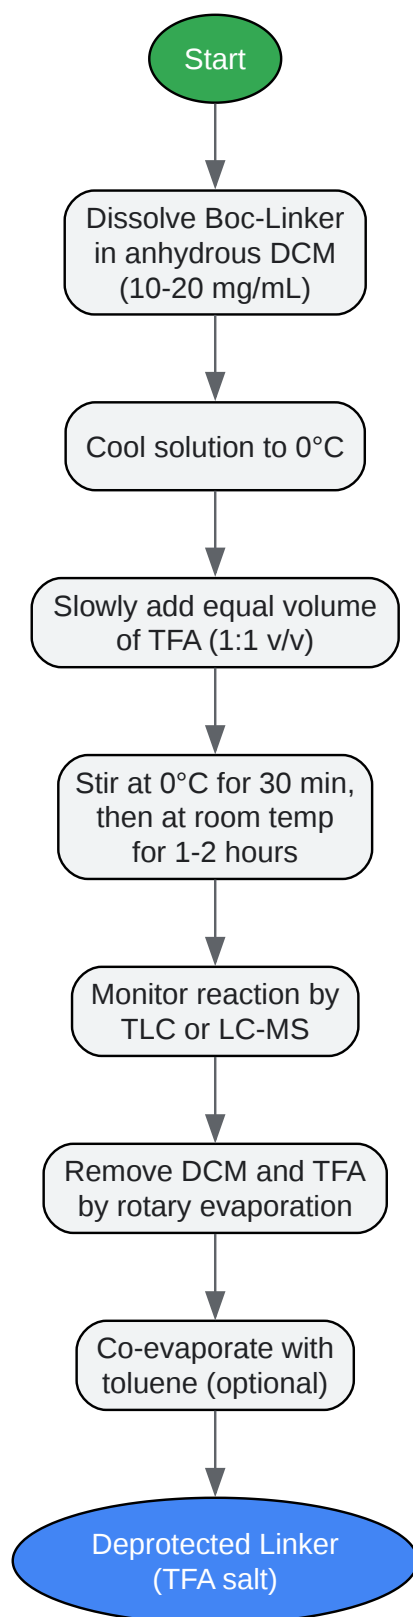 Start
Dissolve Boc-Linker
in anhydrous DCM
(10-20 mg/mL)
Cool solution to 0°C
Slowly add equal volume
of TFA (1:1 v/v)
Stir at 0°C for 30 min,
then at room temp
for 1-2 hours
Monitor reaction by
TLC or LC-MS
Remove DCM and TFA
by rotary evaporation
Co-evaporate with
toluene (optional)
Deprotected Linker
(TFA salt)